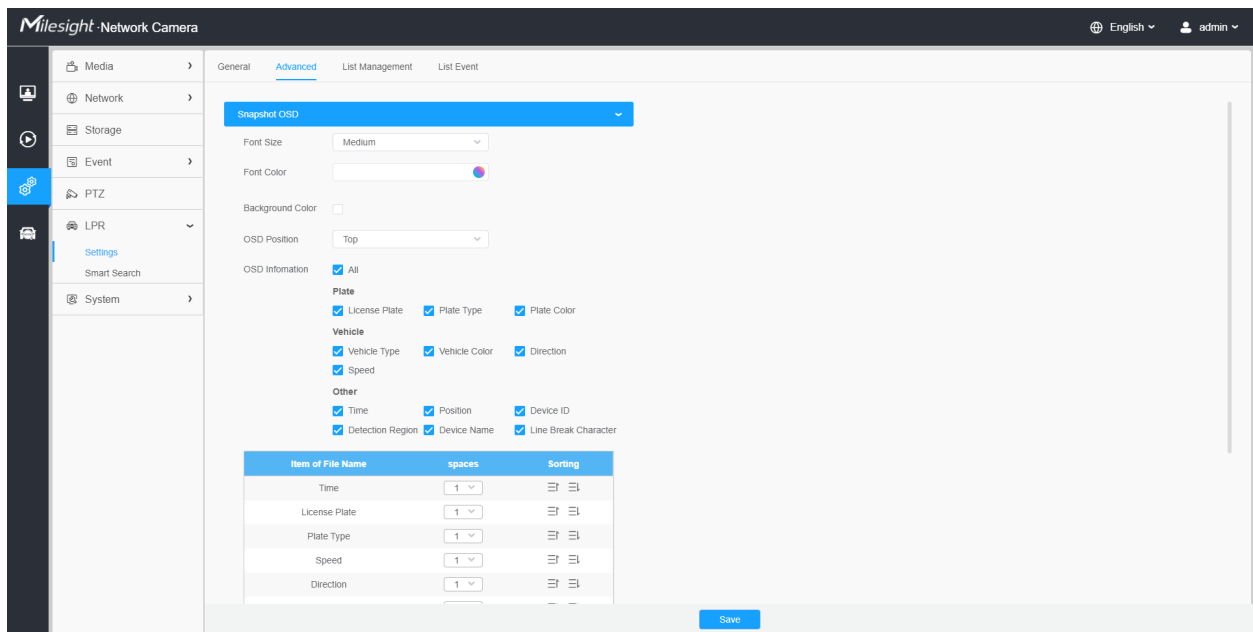 Milesight ·Network Camera
English
admin
Media
Network
Storage
Event
PTZ
LPR
Settings
Smart Search
System
General Advanced List Management List Event
Snapshot OSD
Font Size Medium
Font Color
Background Color
OSD Position Top
OSD Infomation All
Plate
License Plate Plate Type Plate Color
Vehicle
Vehicle Type Vehicle Color Direction
Speed
Other
Time Position Device ID
Detection Region Device Name Line Break Character
Item of File Name spaces Sorting
Time 1
License Plate 1
Plate Type 1
Speed 1
Direction 1
Save